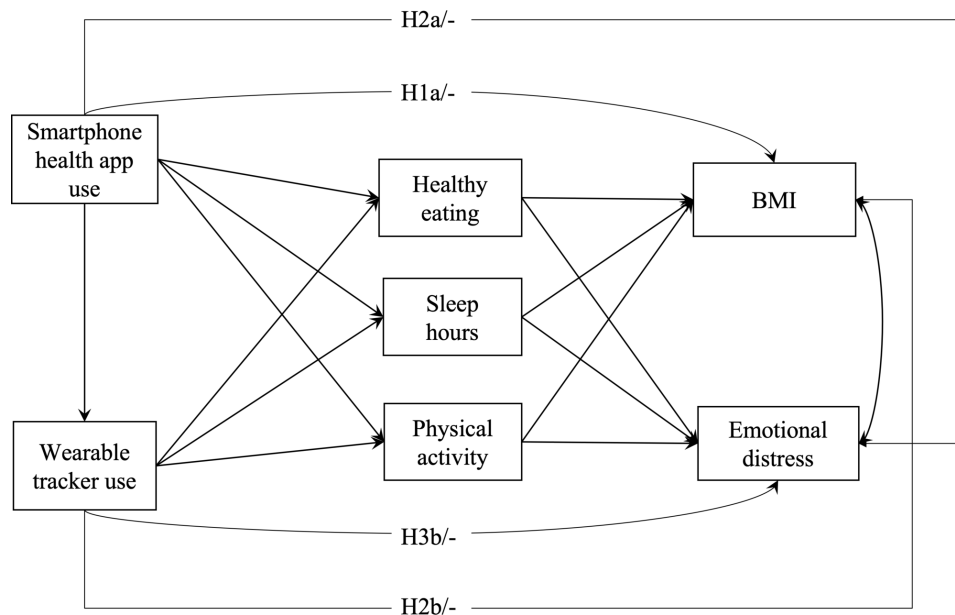 H2a/-
H1a/-
Smartphone
health app
use
Healthy
eating
BMI
Sleep
hours
Wearable
tracker use
Physical
activity
Emotional
distress
H3b/-
H2b/-